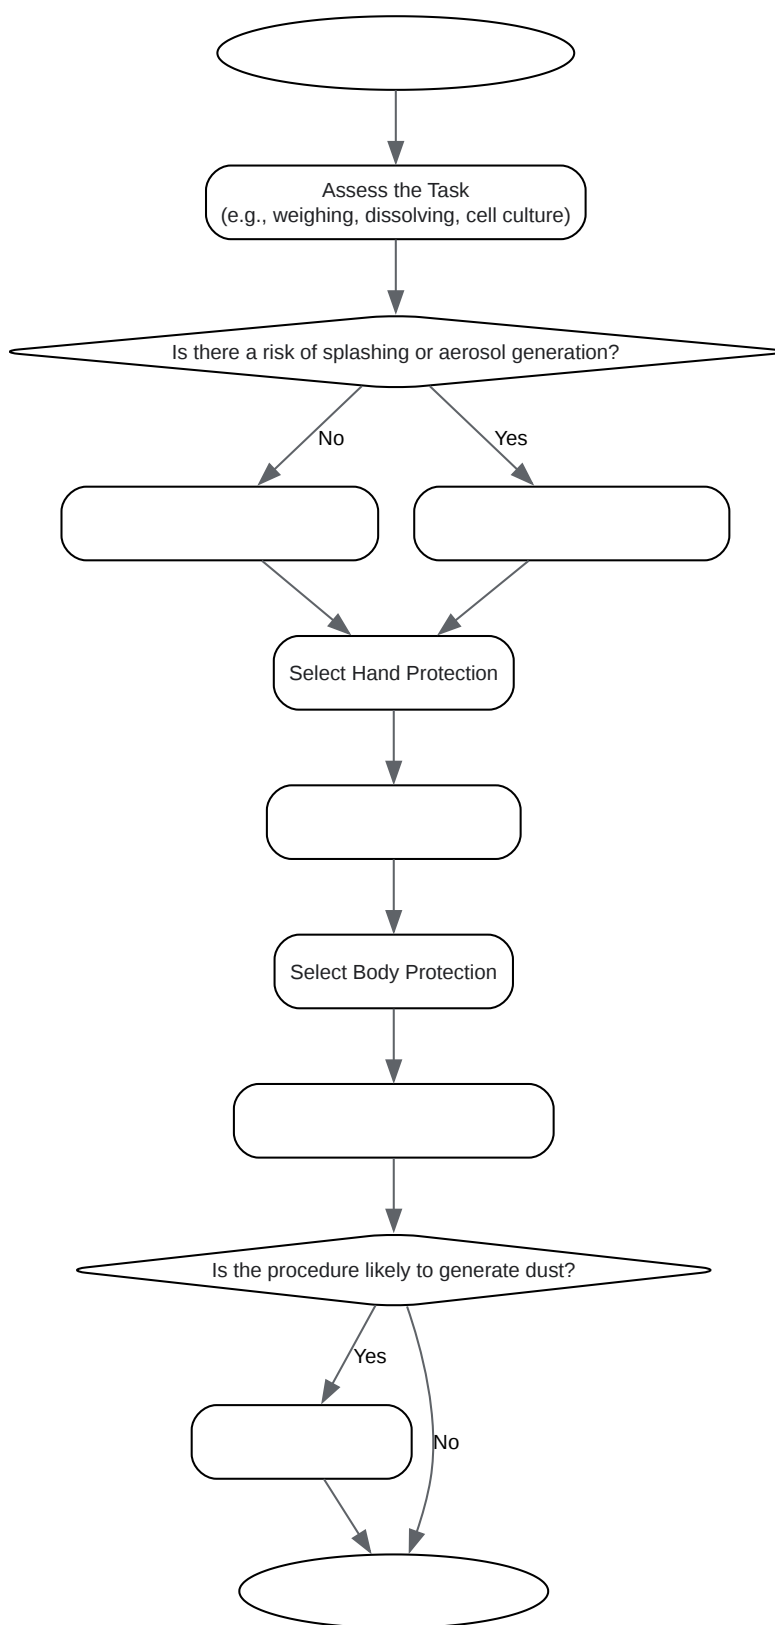 Assess the Task
(e.g., weighing, dissolving, cell culture)
Is there a risk of splashing or aerosol generation?
No
Yes
Select Hand Protection
Select Body Protection
Is the procedure likely to generate dust?
Yes
No